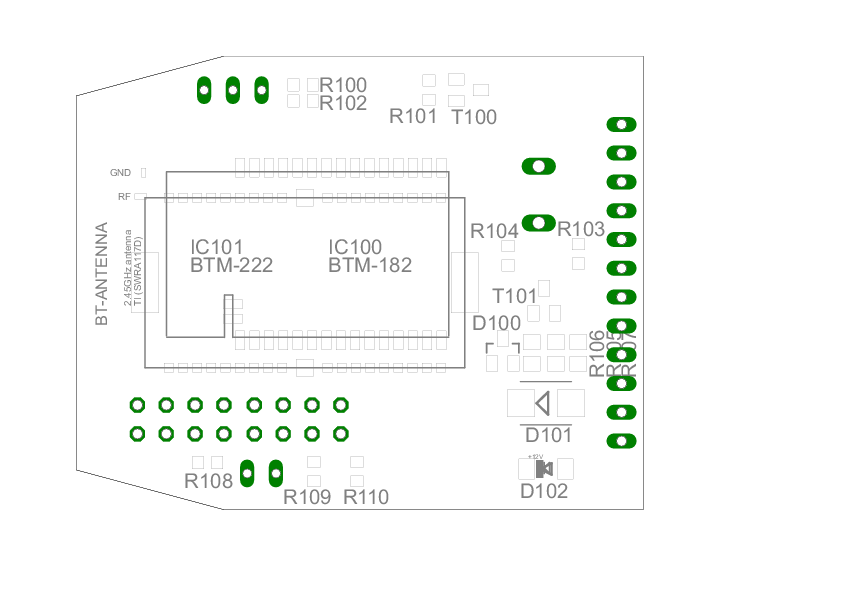 R100
R102
R101
T100
GND
RF
R104
R103
IC101
BTM-222
IC100
BTM-182
BT-ANTENNA
2,45GHz antenna
TI (SWRA117D)
T101
D100
R106
R105
R107
D101
+12V
R108
R109
R110
D102